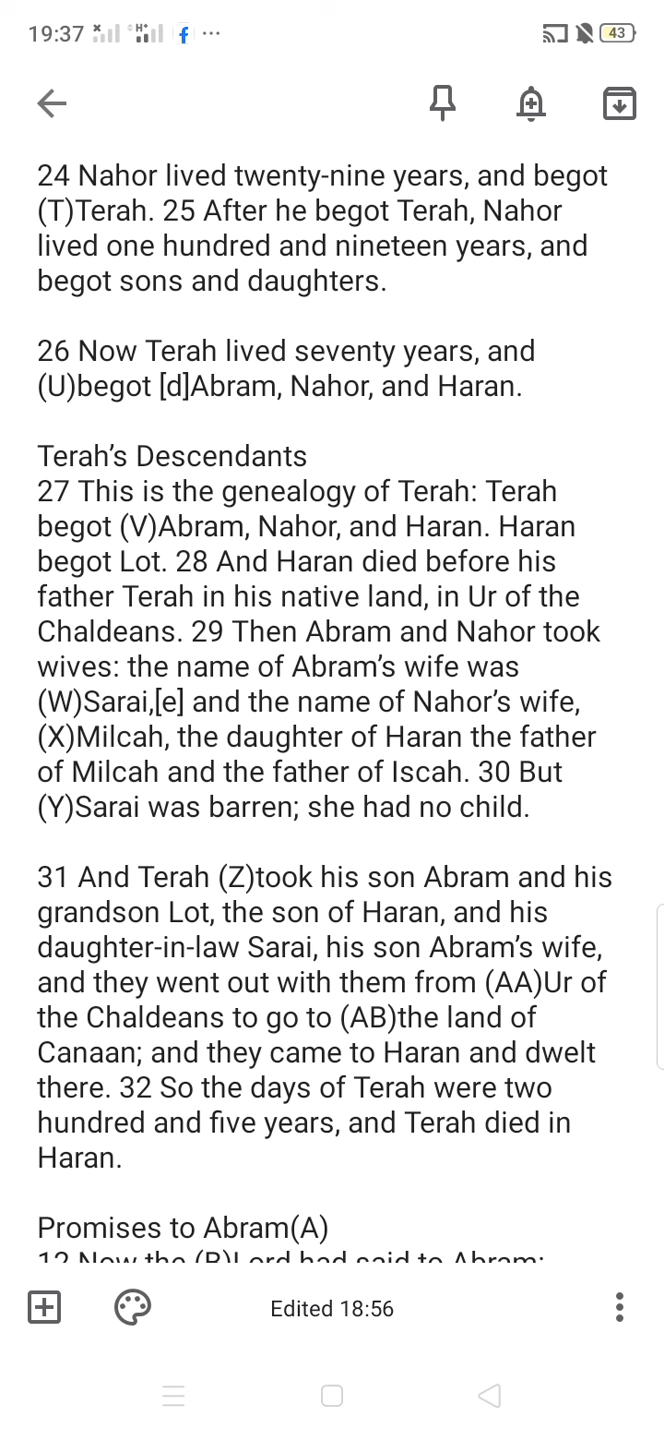 19:37
H+
43
24 Nahor lived twenty-nine years, and begot
(T)Terah. 25 After he begot Terah, Nahor
lived one hundred and nineteen years, and
begot sons and daughters.
26 Now Terah lived seventy years, and
(U)begot [d]Abram, Nahor, and Haran.
Terah’s Descendants
27 This is the genealogy of Terah: Terah
begot (V)Abram, Nahor, and Haran. Haran
begot Lot. 28 And Haran died before his
father Terah in his native land, in Ur of the
Chaldeans. 29 Then Abram and Nahor took
wives: the name of Abram’s wife was
(W)Sarai,[e] and the name of Nahor’s wife,
(X)Milcah, the daughter of Haran the father
of Milcah and the father of Iscah. 30 But
(Y)Sarai was barren; she had no child.
31 And Terah (Z)took his son Abram and his
grandson Lot, the son of Haran, and his
daughter-in-law Sarai, his son Abram’s wife,
and they went out with them from (AA)Ur of
the Chaldeans to go to (AB)the land of
Canaan; and they came to Haran and dwelt
there. 32 So the days of Terah were two
hundred and five years, and Terah died in
Haran.
Promises to Abram(A)
12 Now the (B)Lord had said to Abram:
Edited 18:56